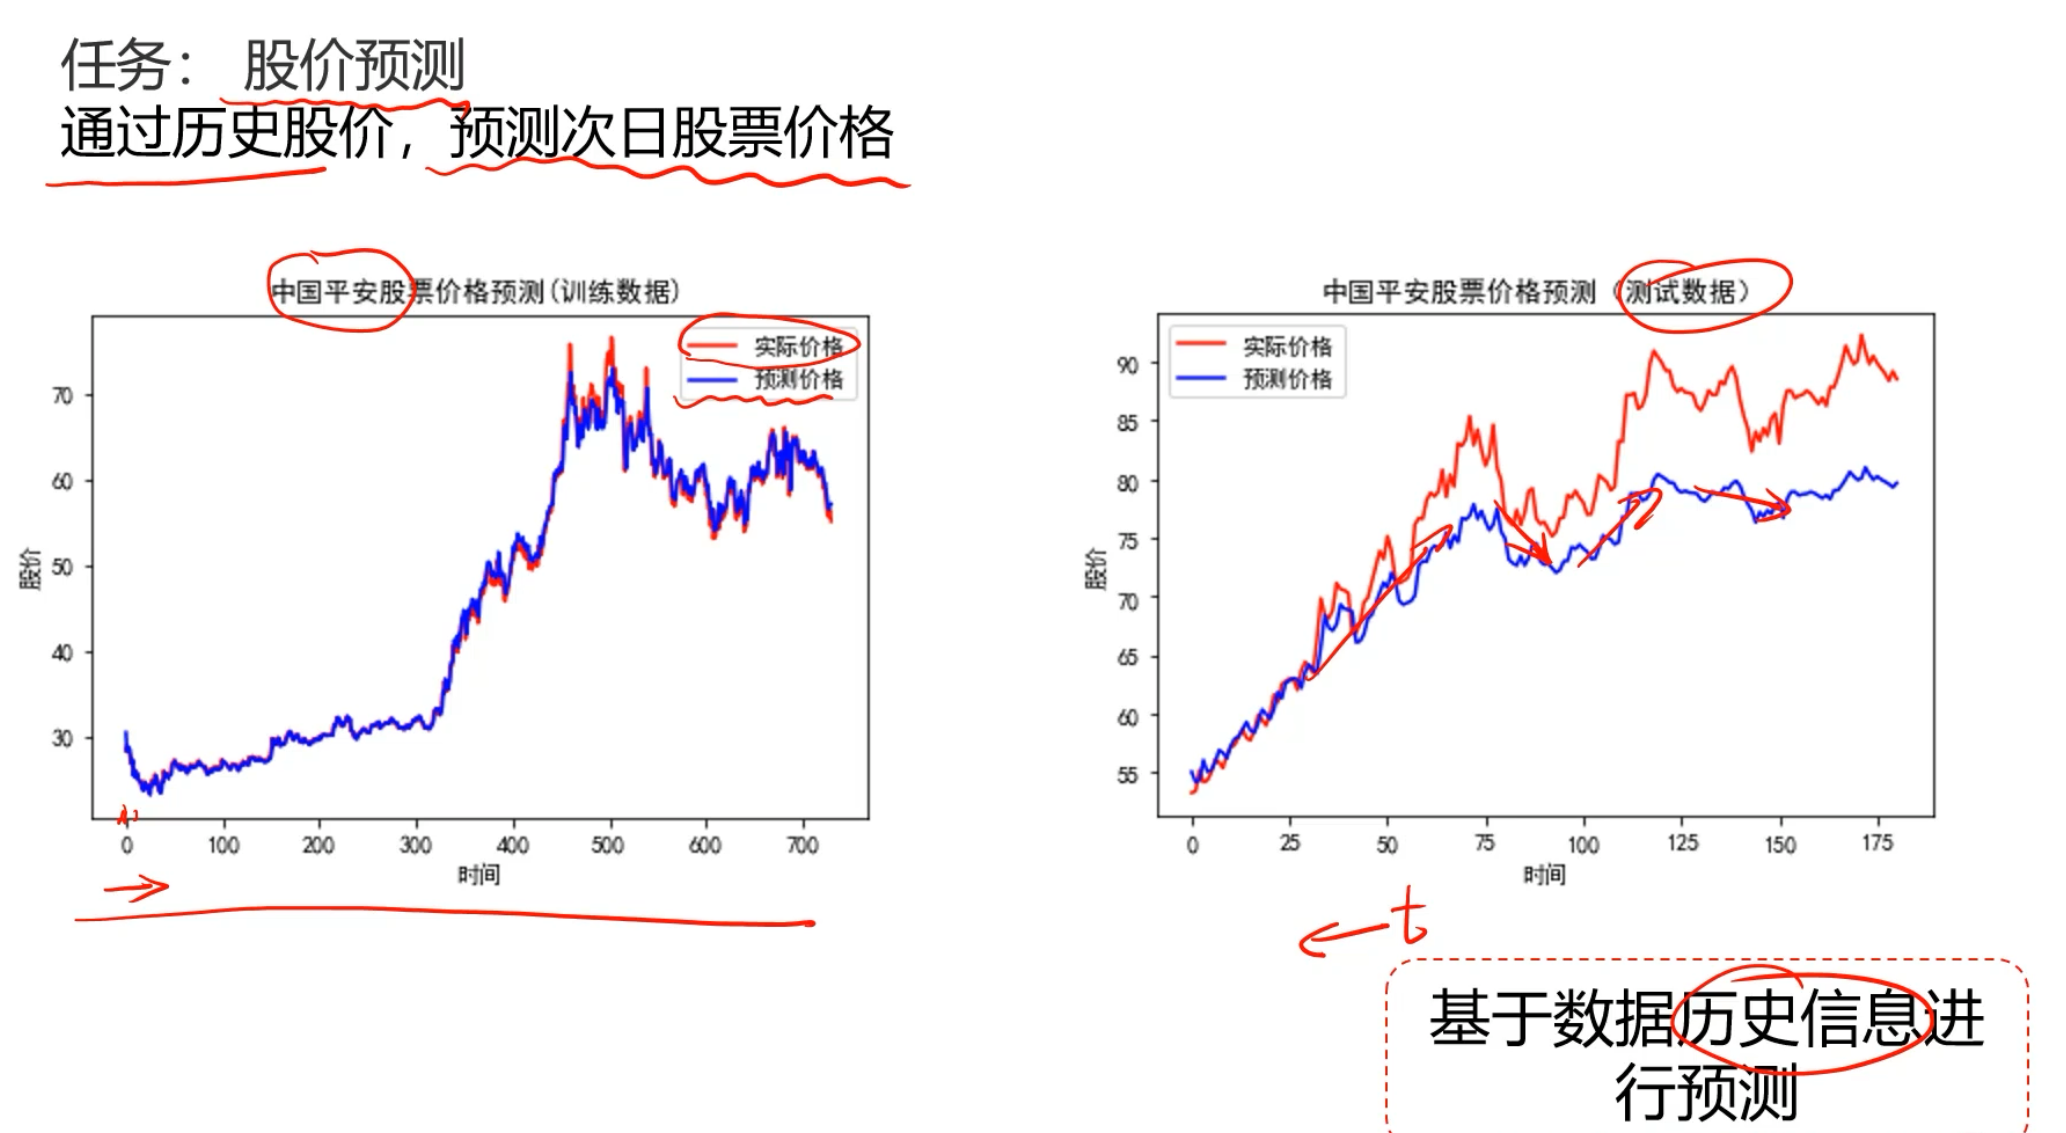 任务： 股价预测
通过历史股价，预测次日股票价格
中国平安股票价格预测(训练数据)
实际价格
预测价格
股价
70
60
50
40
30
0 100 200 300 400 500 600 700
时间
中国平安股票价格预测（测试数据）
实际价格
预测价格
股价
90
85
80
75
70
65
60
55
0 25 50 75 100 125 150 175
时间
t
基于数据历史信息进
行预测